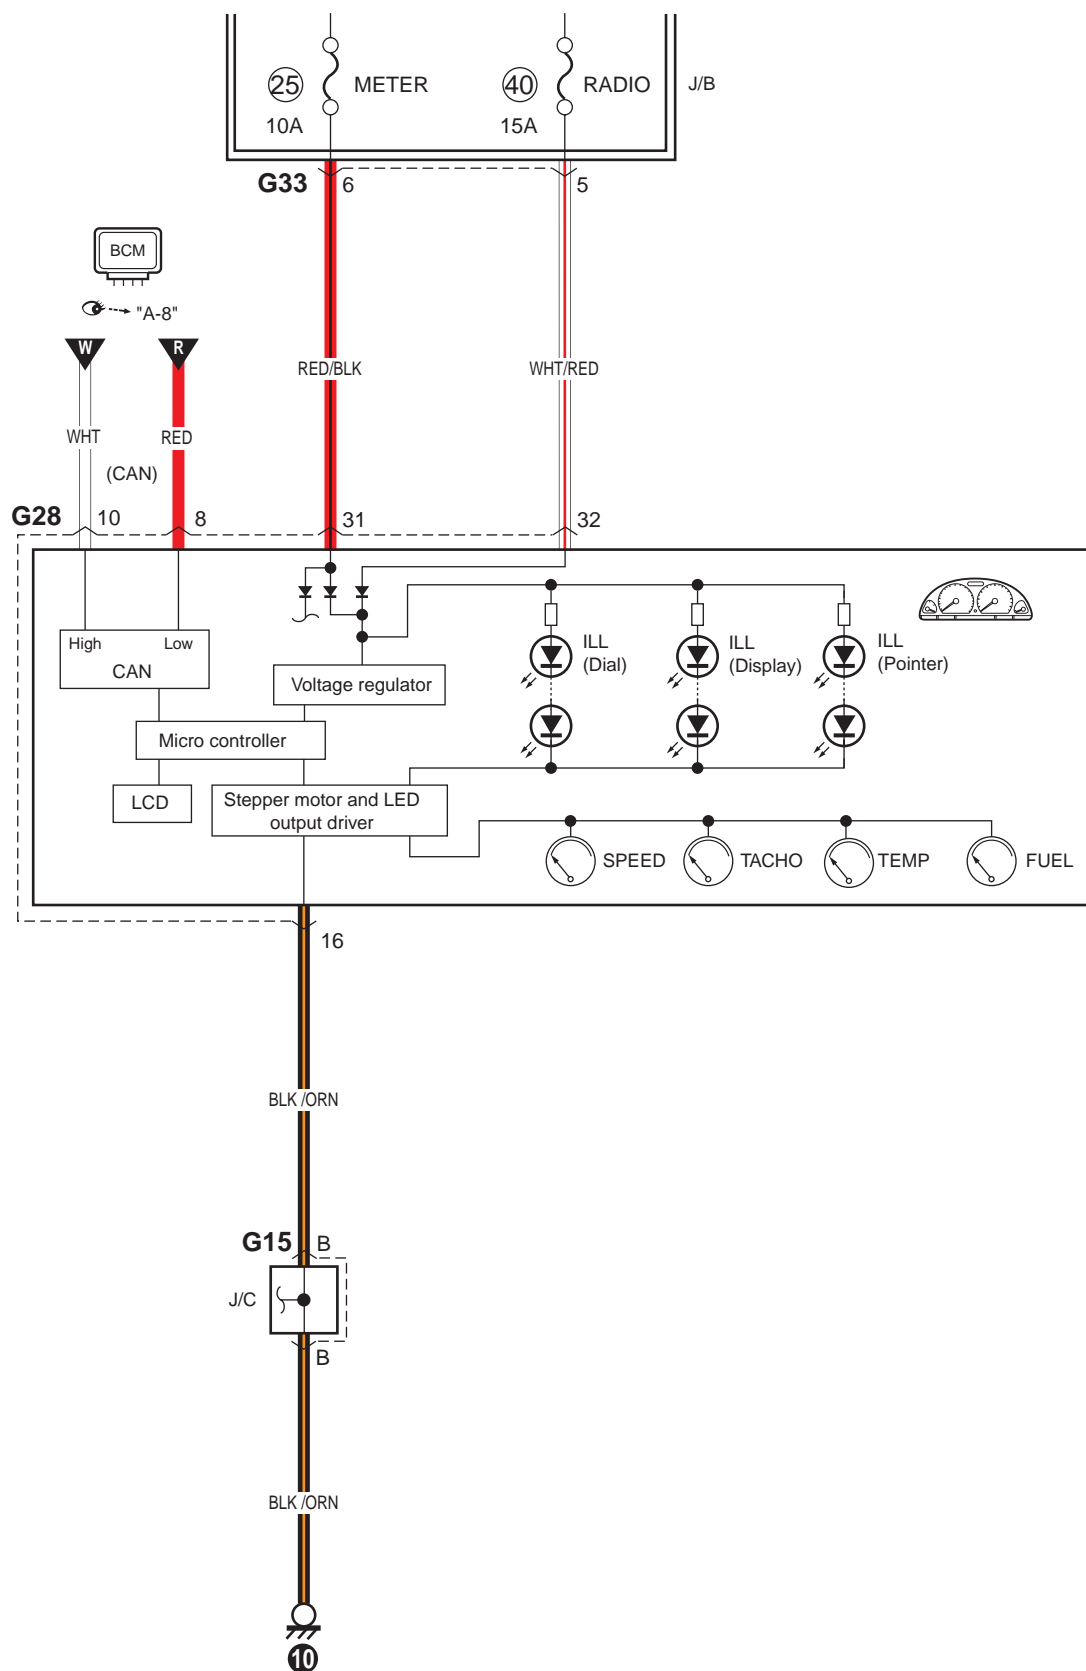 25 METER 40 RADIO J/B
10A 15A
G33 6 5
BCM
"A-8"
W R
RED/BLK WHT/RED
WHT RED
(CAN)
G28 10 8 31 32
High Low
CAN
ILL
(Dial)
ILL
(Display)
ILL
(Pointer)
Voltage regulator
Micro controller
LCD
Stepper motor and LED
output driver
SPEED TACHO TEMP FUEL
16
BLK /ORN
G15 B
J/C
B
BLK /ORN
10